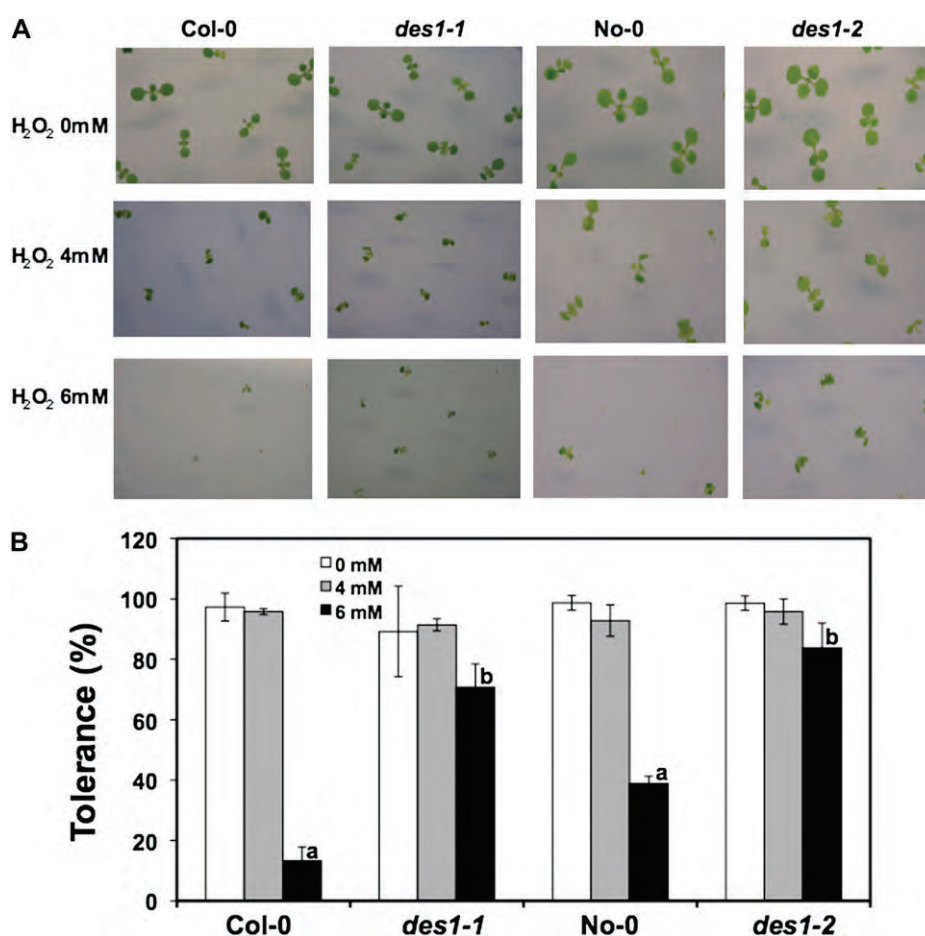 A
Col-0 des1-1 No-0 des1-2
H₂O₂ 0mM
H₂O₂ 4mM
H₂O₂ 6mM
B
120
100
80
60
40
20
0
Tolerance (%)
0 mM
4 mM
6 mM
a
b
a
b
Col-0 des1-1 No-0 des1-2